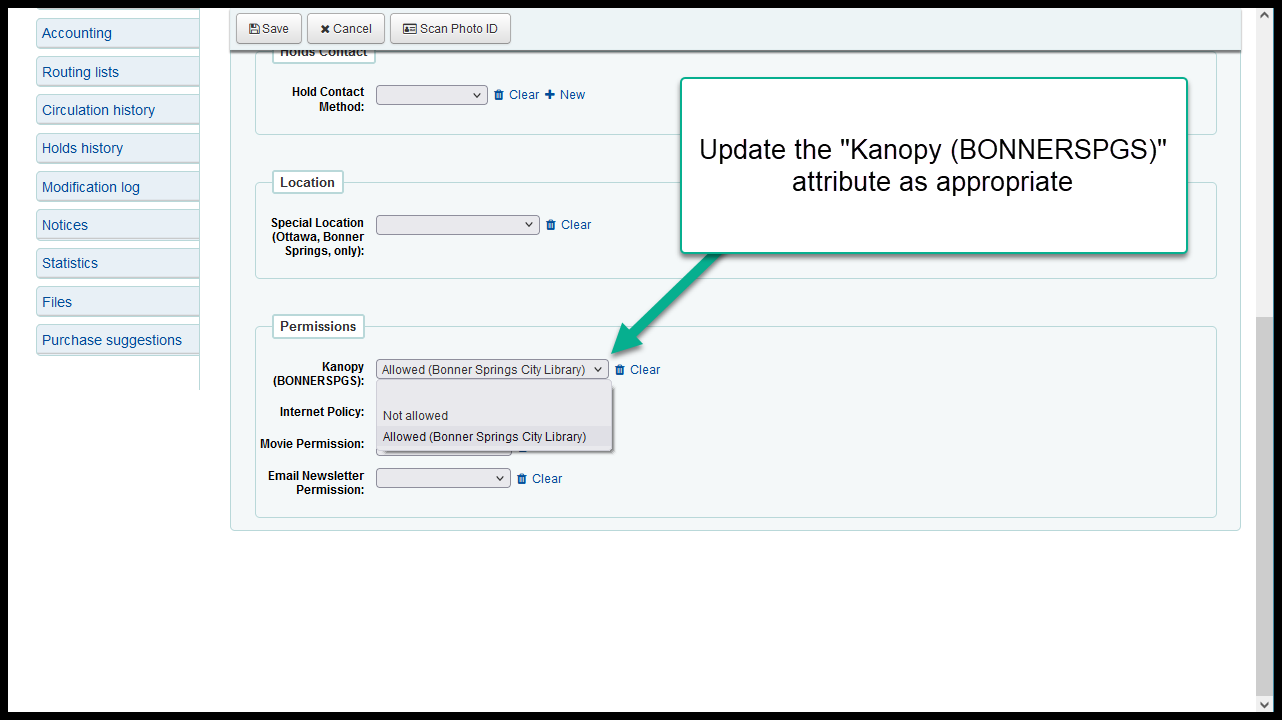 Accounting
Routing lists
Circulation history
Holds history
Modification log
Notices
Statistics
Files
Purchase suggestions
Save Cancel Scan Photo ID
Holds Contact
Hold Contact
Method:
Clear New
Location
Special Location
(Ottawa, Bonner
Springs, only):
Clear
Update the "Kanopy (BONNERSPGS)"
attribute as appropriate
Permissions
Kanopy
(BONNERSPGS):
Allowed (Bonner Springs City Library)
Clear
Not allowed
Allowed (Bonner Springs City Library)
Internet Policy:
Movie Permission:
Email Newsletter
Permission:
Clear